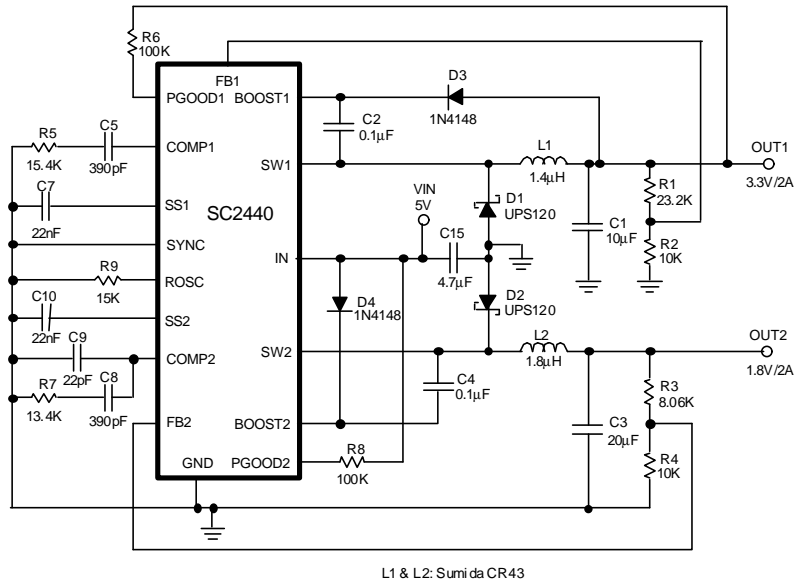 R6
100K
FB1
PGOOD1
BOOST1
D3
1N4148
C2
0.1µF
R5
15.4K
C5
390pF
COMP1
SW1
L1
1.4µH
OUT1
3.3V/2A
C7
22nF
SS1
SC2440
VIN
5V
D1
UPS120
R1
23.2K
C1
10µF
SYNC
IN
C15
4.7µF
R2
10K
R9
15K
ROSC
D4
1N4148
D2
UPS120
C10
22nF
SS2
C9
22pF
COMP2
SW2
L2
1.8µH
OUT2
1.8V/2A
R7
13.4K
C8
390pF
C4
0.1µF
R3
8.06K
FB2
BOOST2
C3
20µF
GND
PGOOD2
R8
100K
R4
10K
L1 & L2: Sumida CR43